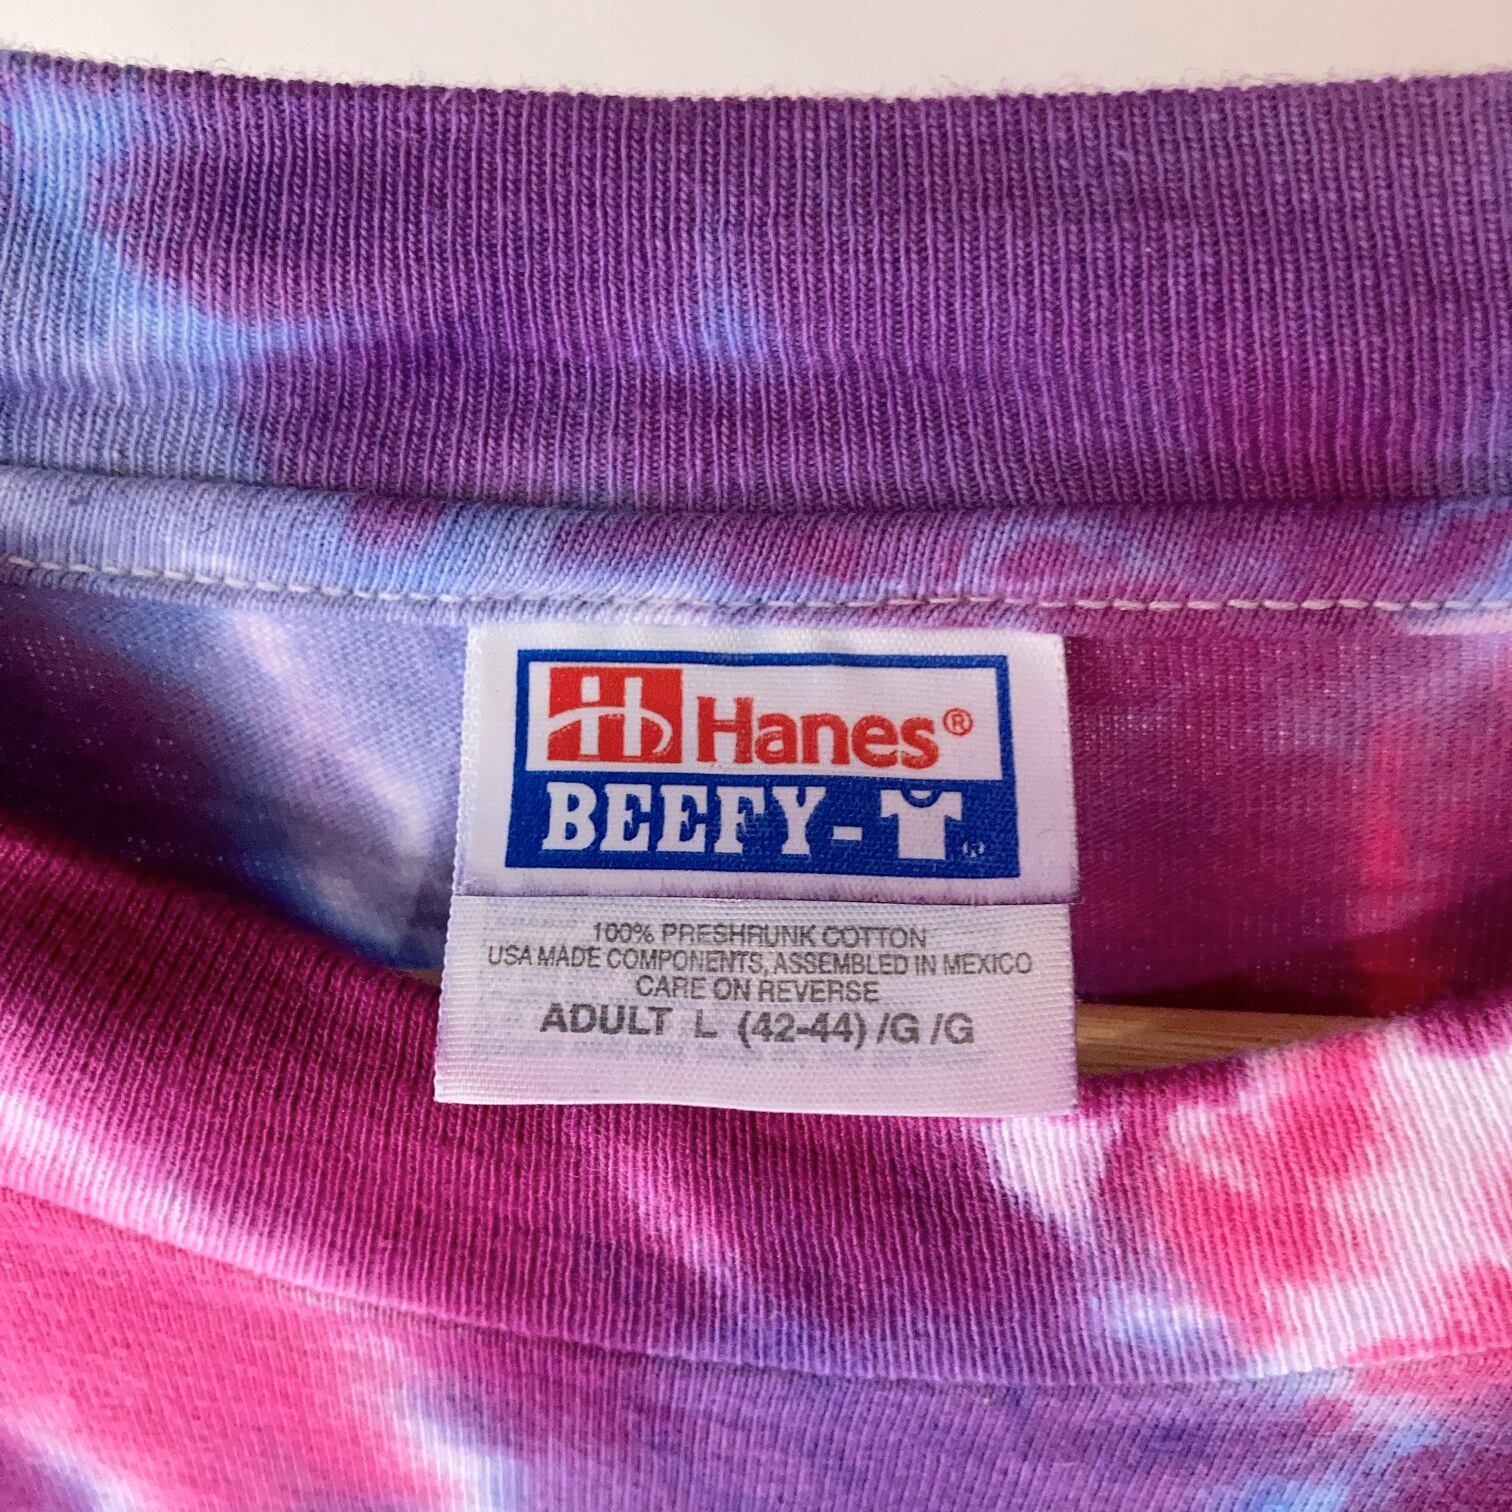 H Hanes®
BEEFY-T®
100% PRESHRUNK COTTON
USA MADE COMPONENTS, ASSEMBLED IN MEXICO
CARE ON REVERSE
ADULT L (42-44) /G /G